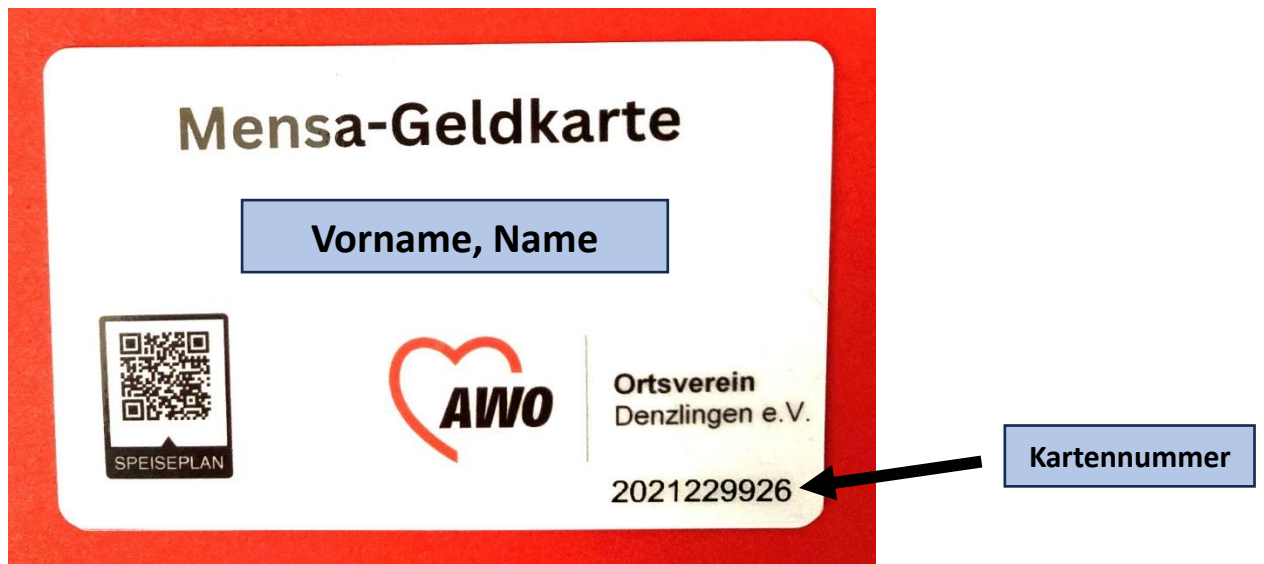 Mensa-Geldkarte
Vorname, Name
SPEISEPLAN
AWO
Ortsverein
Denzlingen e.V.
2021229926
Kartennummer